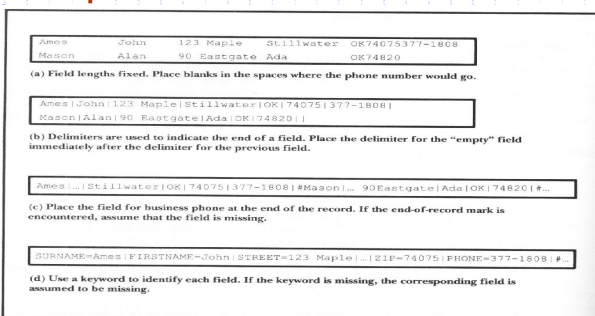 Ames John 123 Maple Stillwater OK74075377-1808
Mason Alan 90 Eastgate Ada OK74820
(a) Field lengths fixed. Place blanks in the spaces where the phone number would go.
Ames|John|123 Maple|Stillwater|OK|74075|377-1808|
Mason|Alan|90 Eastgate|Ada|OK|74820||
(b) Delimiters are used to indicate the end of a field. Place the delimiter for the “empty” field
immediately after the delimiter for the previous field.
Ames|…|Stillwater|OK|74075|377-1808|#Mason|… 90Eastgate|Ada|OK|74820|#…
(c) Place the field for business phone at the end of the record. If the end-of-record mark is
encountered, assume that the field is missing.
SURNAME=Ames|FIRSTNAME=John|STREET=123 Maple|…|ZIP=74075|PHONE=377-1808|#…
(d) Use a keyword to identify each field. If the keyword is missing, the corresponding field is
assumed to be missing.